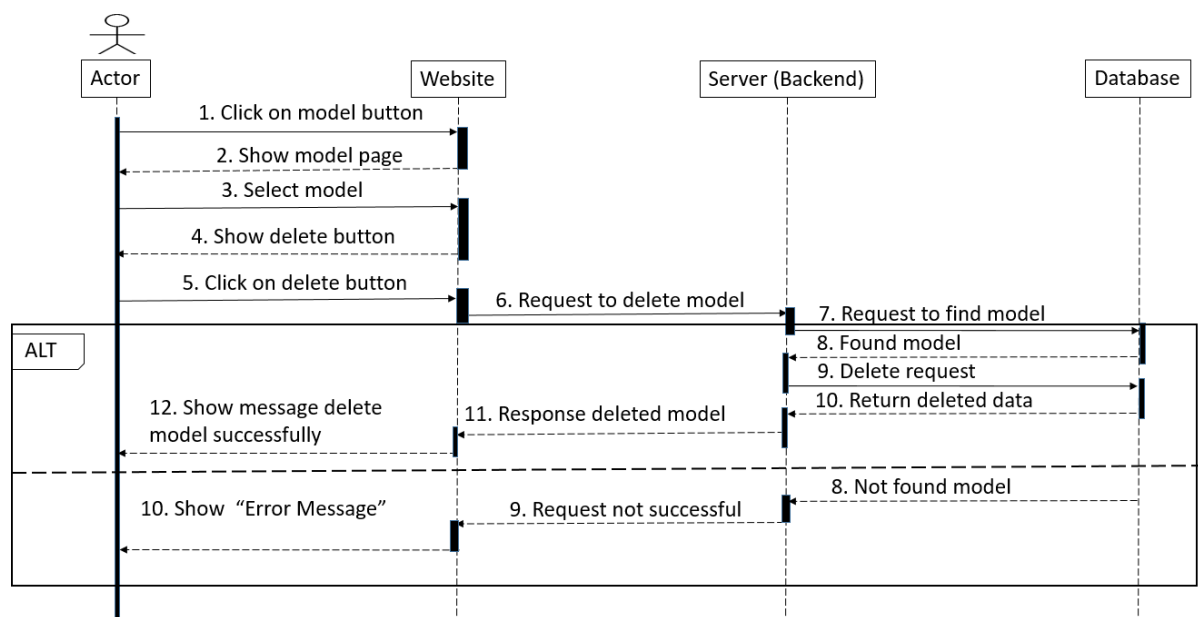 Actor
Website
Server (Backend)
Database
1. Click on model button
2. Show model page
3. Select model
4. Show delete button
5. Click on delete button
6. Request to delete model
7. Request to find model
ALT
8. Found model
9. Delete request
10. Return deleted data
11. Response deleted model
12. Show message delete
model successfully
8. Not found model
9. Request not successful
10. Show “Error Message”